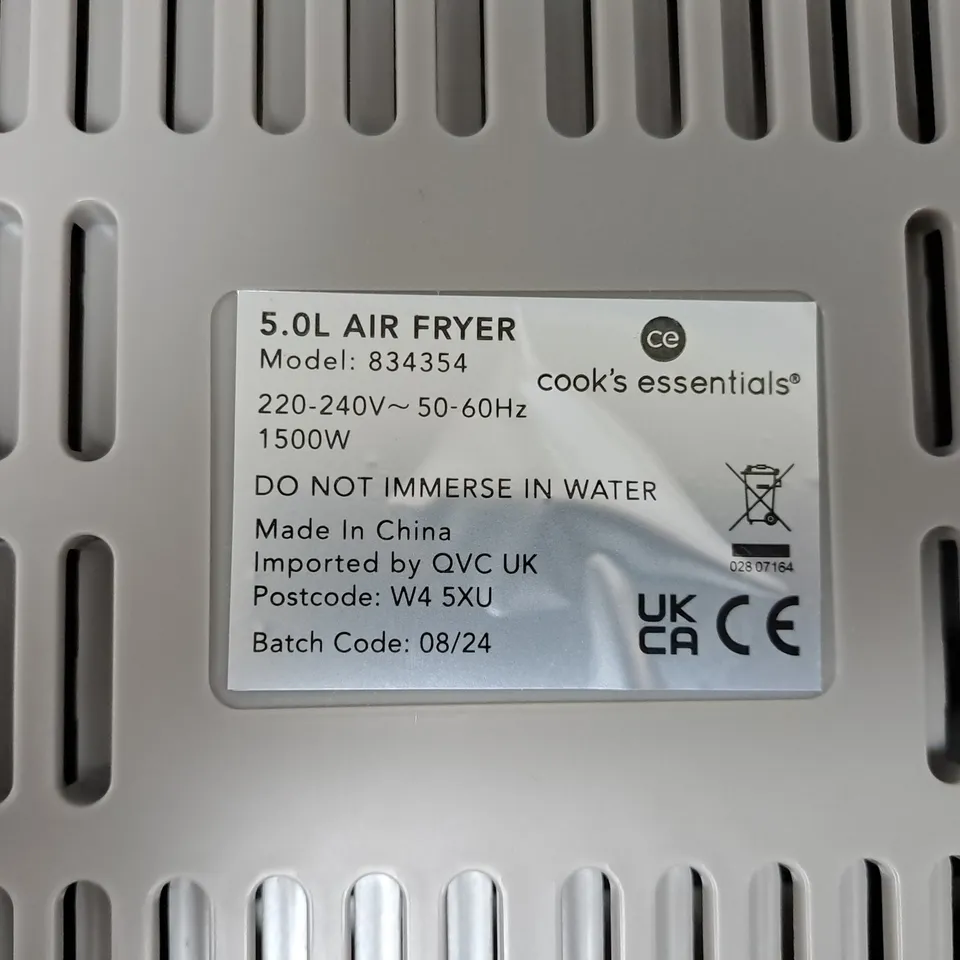 5.0L AIR FRYER
Model: 834354
ce
cook's essentials®
220-240V~ 50-60Hz
1500W
DO NOT IMMERSE IN WATER
Made In China
Imported by QVC UK
Postcode: W4 5XU
Batch Code: 08/24
028 07164
UK
CA
CE